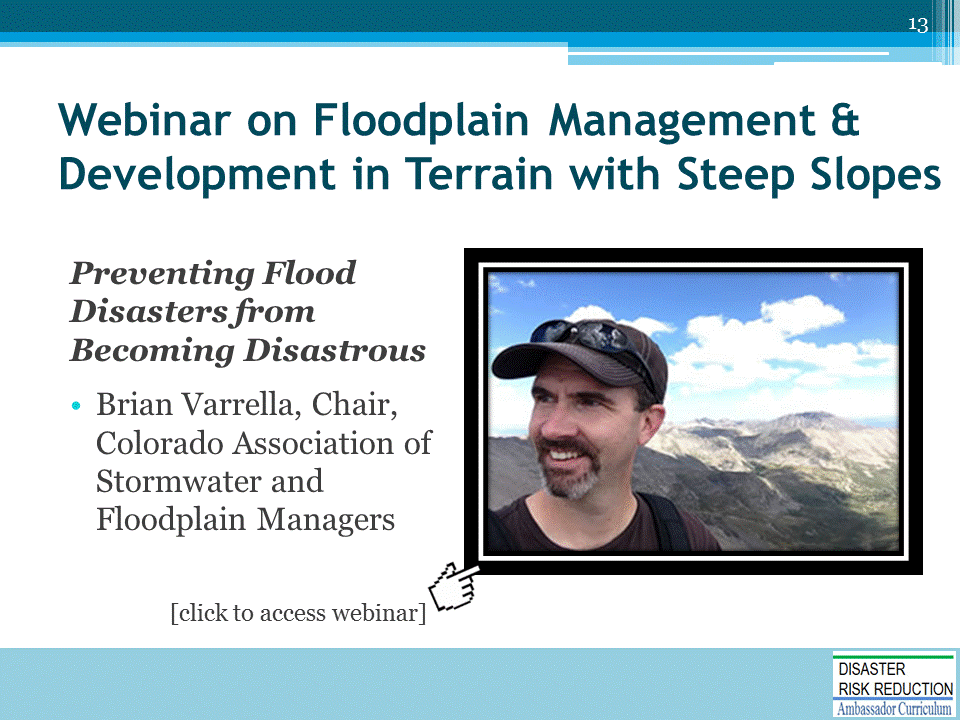 13
Webinar on Floodplain Management &
Development in Terrain with Steep Slopes
Preventing Flood
Disasters from
Becoming Disastrous
• Brian Varrella, Chair,
Colorado Association of
Stormwater and
Floodplain Managers
[click to access webinar]
DISASTER
RISK REDUCTION
Ambassador Curriculum